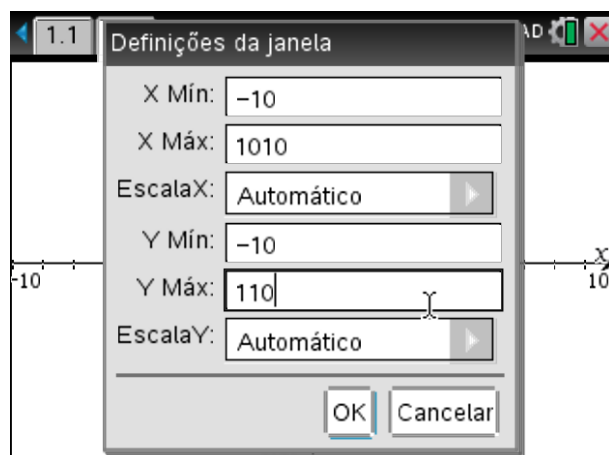 1.1
AD
Definições da janela
X Mín: −10
X Máx: 1010
EscalaX: Automático
Y Mín: −10
x
-10
10
Y Máx: 110
EscalaY: Automático
OK Cancelar